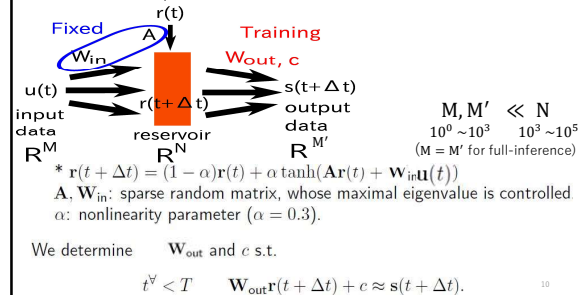 r(t)
Fixed
A
Training
W_in
W_out, c
u(t)
r(t+Δt)
s(t+Δt)
input
data
output
data
reservoir
R^M
R^N
R^M'
M, M′ ≪ N
10^0 ~10^3 10^3 ~10^5
(M = M′ for full-inference)
* r(t + Δt) = (1 − α)r(t) + α tanh(Ar(t) + W_in u(t))
A, W_in: sparse random matrix, whose maximal eigenvalue is controlled
α: nonlinearity parameter (α = 0.3).
We determine W_out and c s.t.
t^∀ < T W_out r(t + Δt) + c ≈ s(t + Δt).
10